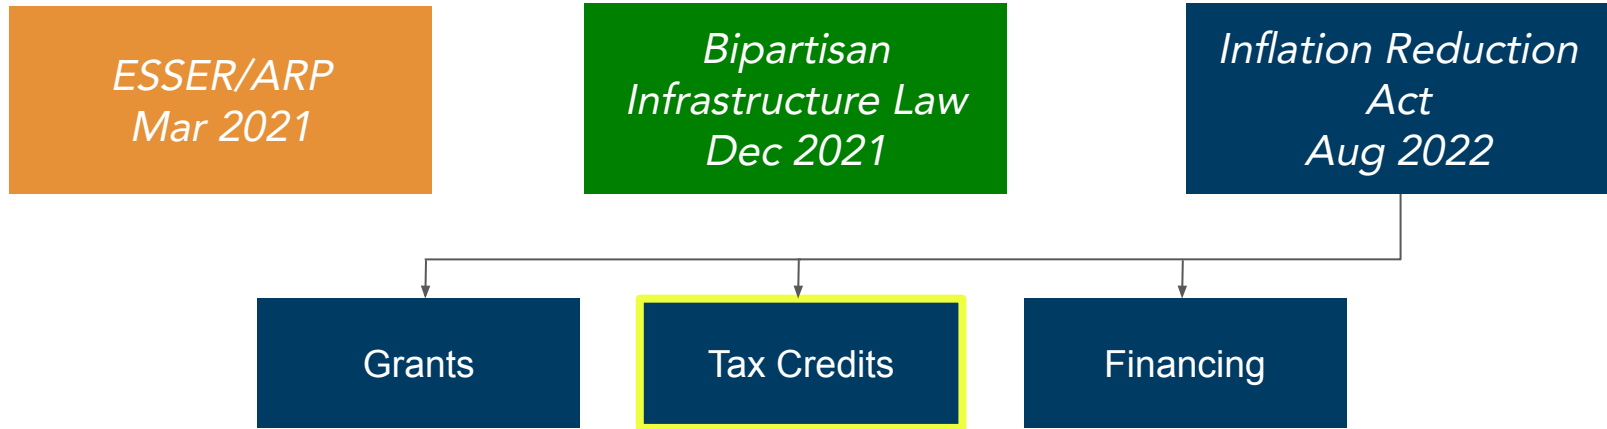 ESSER/ARP
Mar 2021
Bipartisan
Infrastructure Law
Dec 2021
Inflation Reduction
Act
Aug 2022
Grants
Tax Credits
Financing